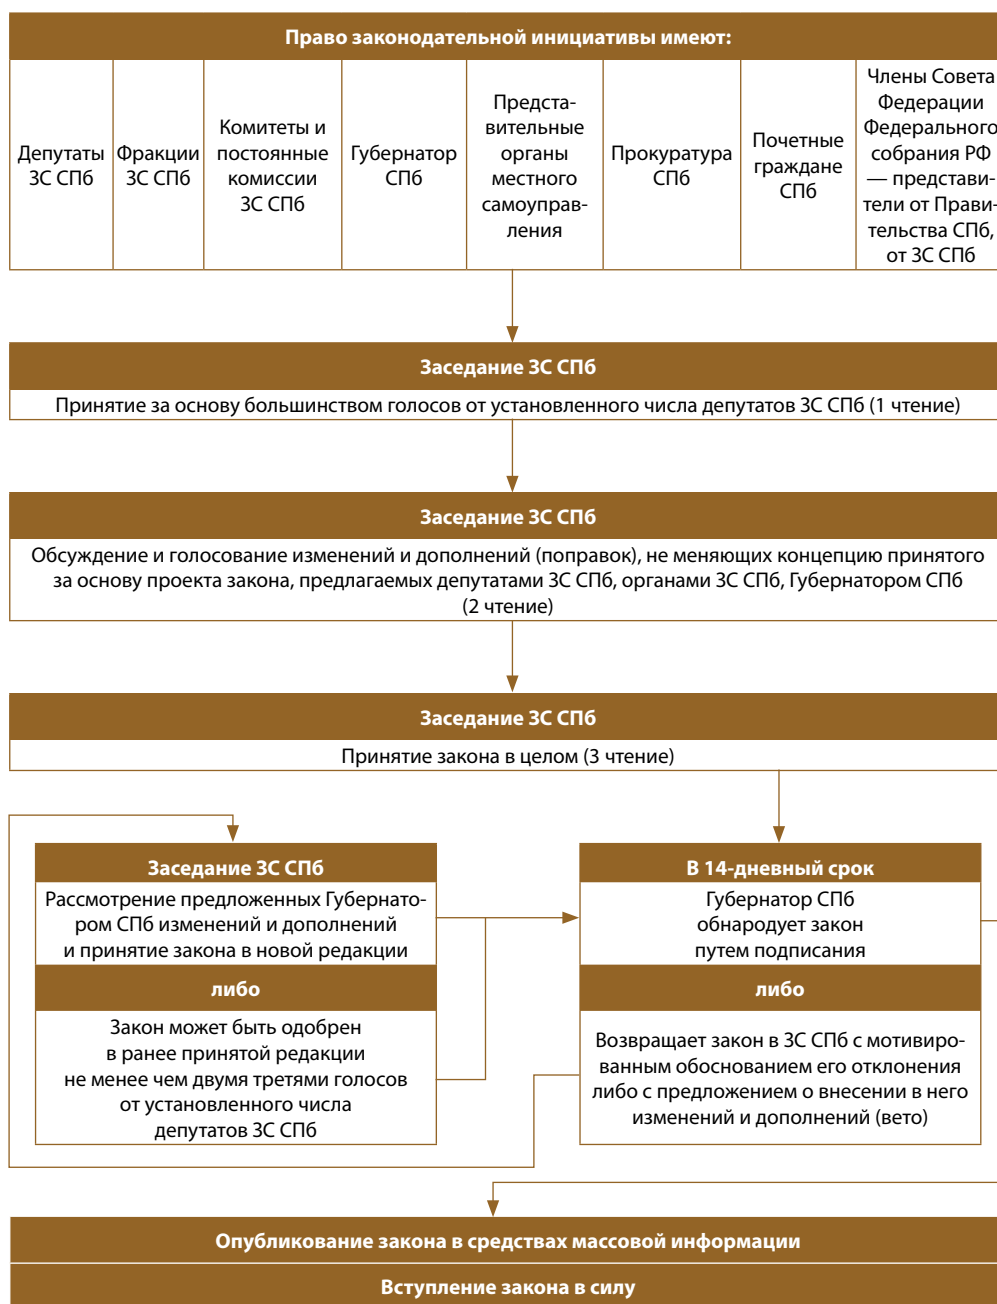 Право законодательной инициативы имеют:
Депутаты
ЗС СПб
Фракции
ЗС СПб
Комитеты и
постоянные
комиссии
ЗС СПб
Губернатор
СПб
Предста-
вительные
органы
местного
самоуправ-
ления
Прокуратура
СПб
Почетные
граждане
СПб
Члены Совета
Федерации
Федерального
собрания РФ
— представи-
тели от Прави-
тельства СПб,
от ЗС СПб
Заседание ЗС СПб
Принятие за основу большинством голосов от установленного числа депутатов ЗС СПб (1 чтение)
Заседание ЗС СПб
Обсуждение и голосование изменений и дополнений (поправок), не меняющих концепцию принятого
за основу проекта закона, предлагаемых депутатами ЗС СПб, органами ЗС СПб, Губернатором СПб
(2 чтение)
Заседание ЗС СПб
Принятие закона в целом (3 чтение)
Заседание ЗС СПб
Рассмотрение предложенных Губернато-
ром СПб изменений и дополнений
и принятие закона в новой редакции
либо
Закон может быть одобрен
в ранее принятой редакции
не менее чем двумя третями голосов
от установленного числа
депутатов ЗС СПб
В 14-дневный срок
Губернатор СПб
обнародует закон
путем подписания
либо
Возвращает закон в ЗС СПб с мотивиро-
ванным обоснованием его отклонения
либо с предложением о внесении в него
изменений и дополнений (вето)
Опубликование закона в средствах массовой информации
Вступление закона в силу